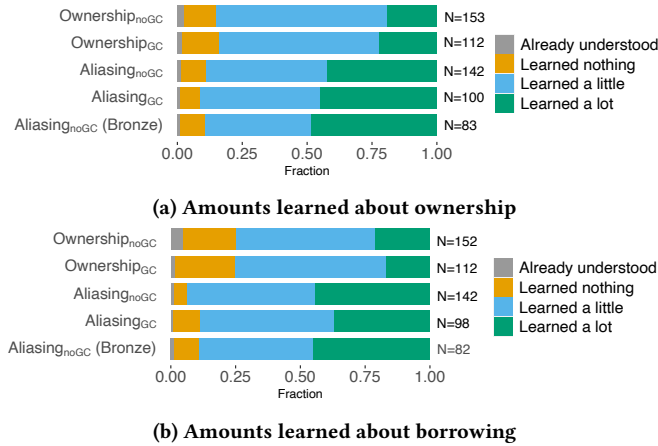 Ownership_noGC N=153
Ownership_GC N=112
Aliasing_noGC N=142
Aliasing_GC N=100
Aliasing_noGC (Bronze) N=83
0.00 0.25 0.50 0.75 1.00
Fraction
Already understood
Learned nothing
Learned a little
Learned a lot
(a) Amounts learned about ownership
Ownership_noGC N=152
Ownership_GC N=112
Aliasing_noGC N=142
Aliasing_GC N=98
Aliasing_noGC (Bronze) N=82
0.00 0.25 0.50 0.75 1.00
Fraction
Already understood
Learned nothing
Learned a little
Learned a lot
(b) Amounts learned about borrowing